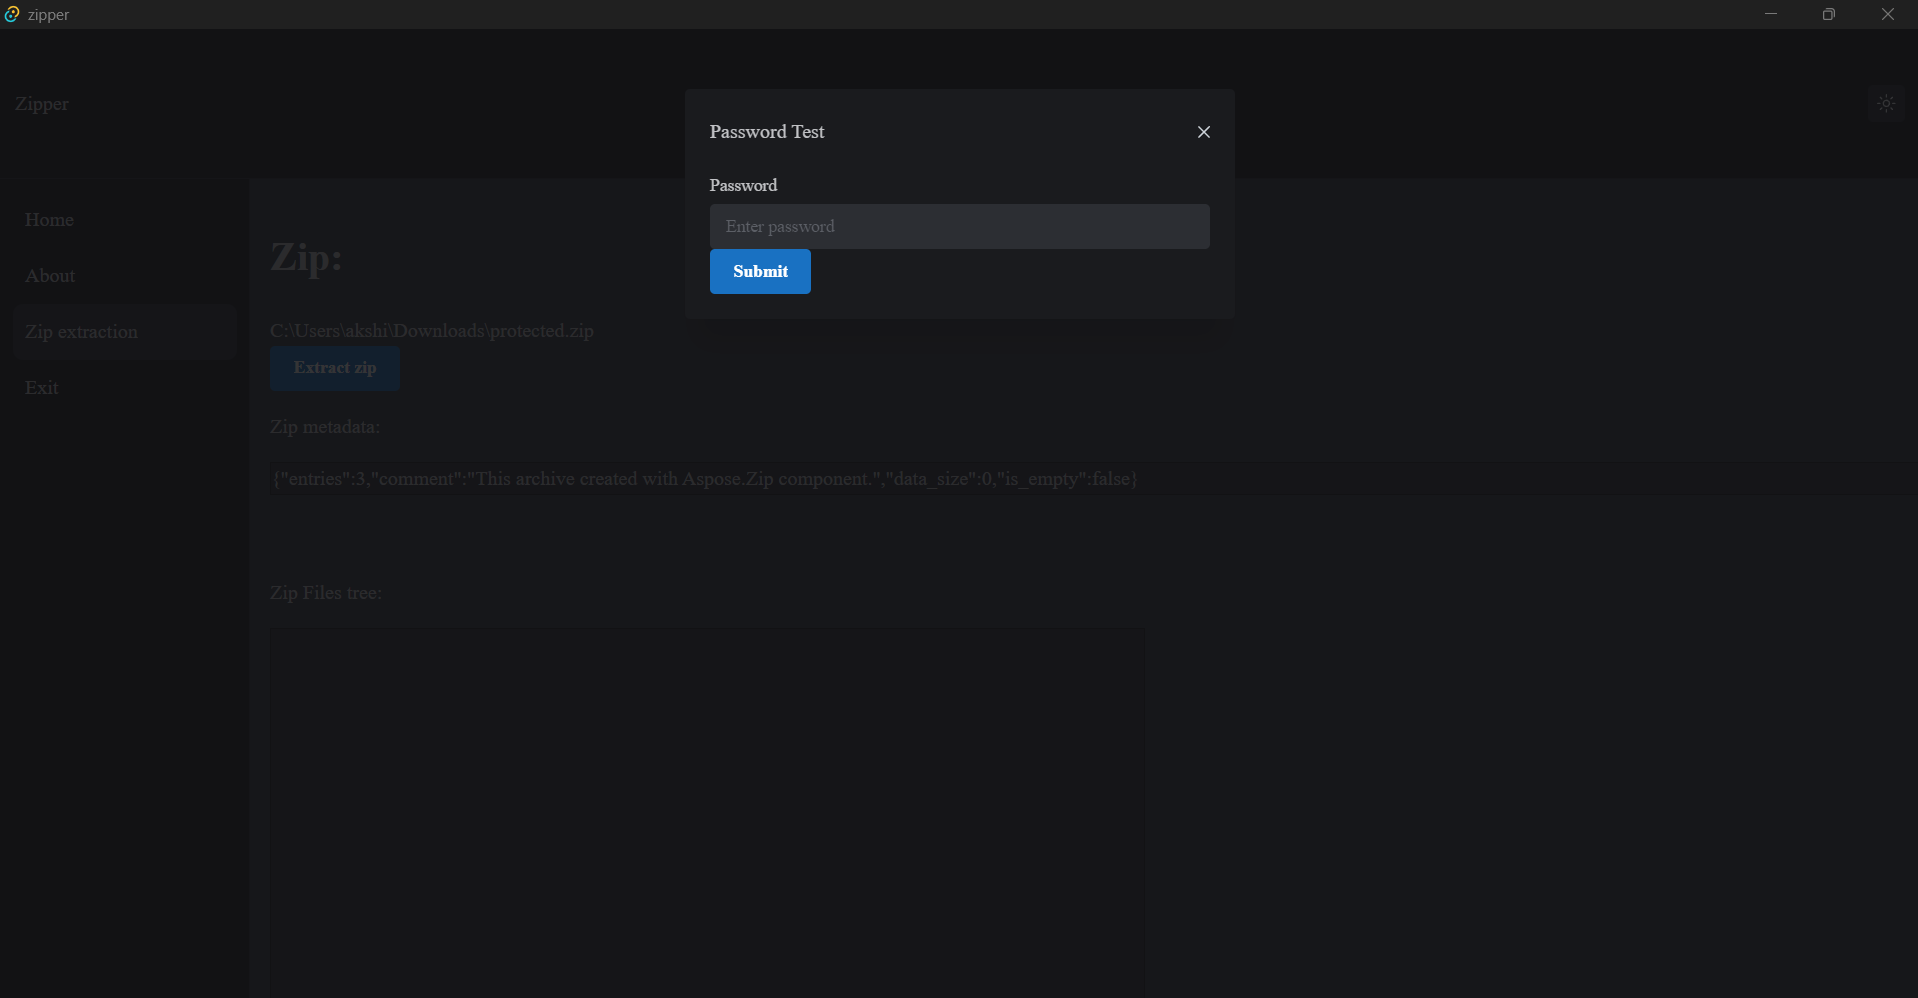 zipper
Zipper
Password Test
Password
Enter password
Submit
Home
About
Zip extraction
Exit
Zip:
C:\Users\akshi\Downloads\protected.zip
Extract zip
Zip metadata:
{"entries":3,"comment":"This archive created with Aspose.Zip component.","data_size":0,"is_empty":false}
Zip Files tree: